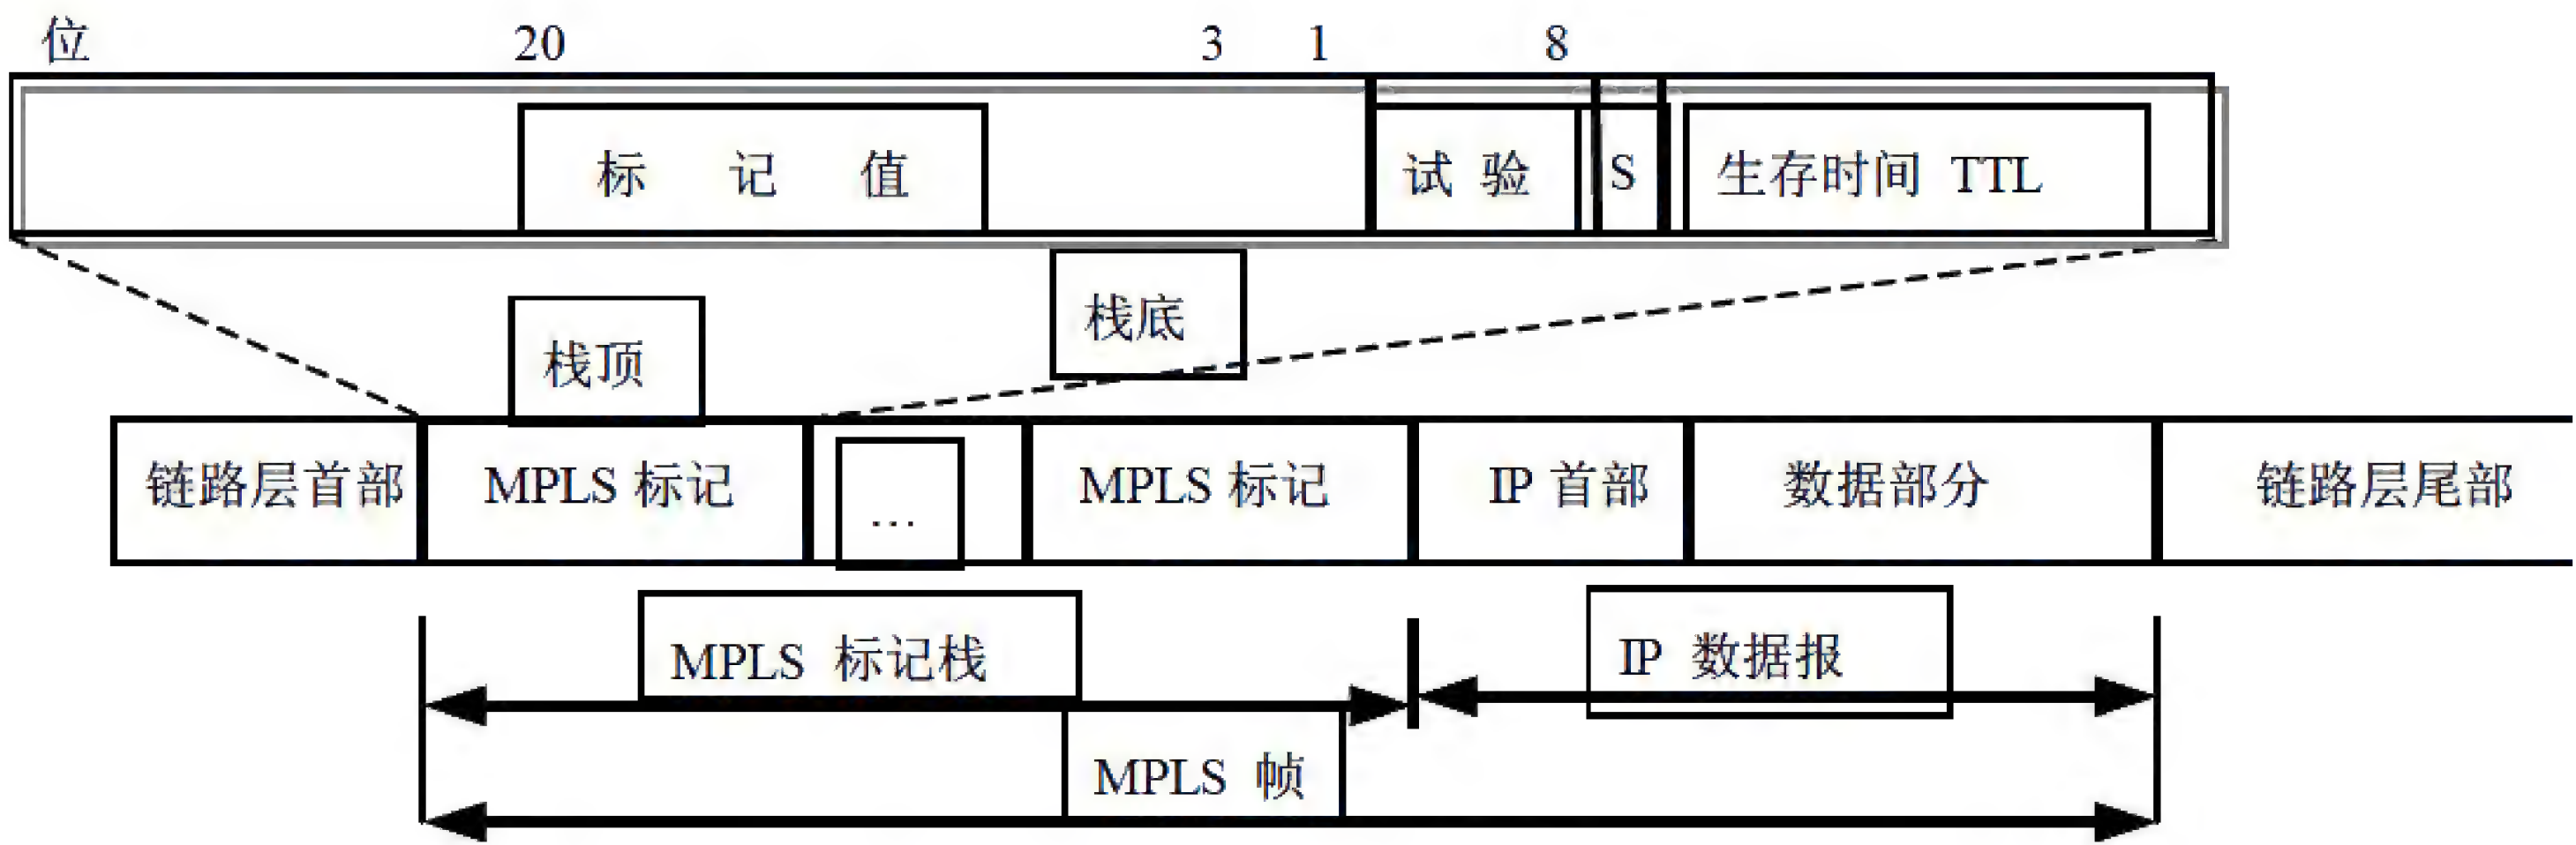 位 20 3 1 8
标 记 值 试 验 S 生存时间 TTL
栈底
栈顶
链路层首部 MPLS 标记 … MPLS 标记 IP 首部 数据部分 链路层尾部
MPLS 标记栈 IP 数据报
MPLS 帧